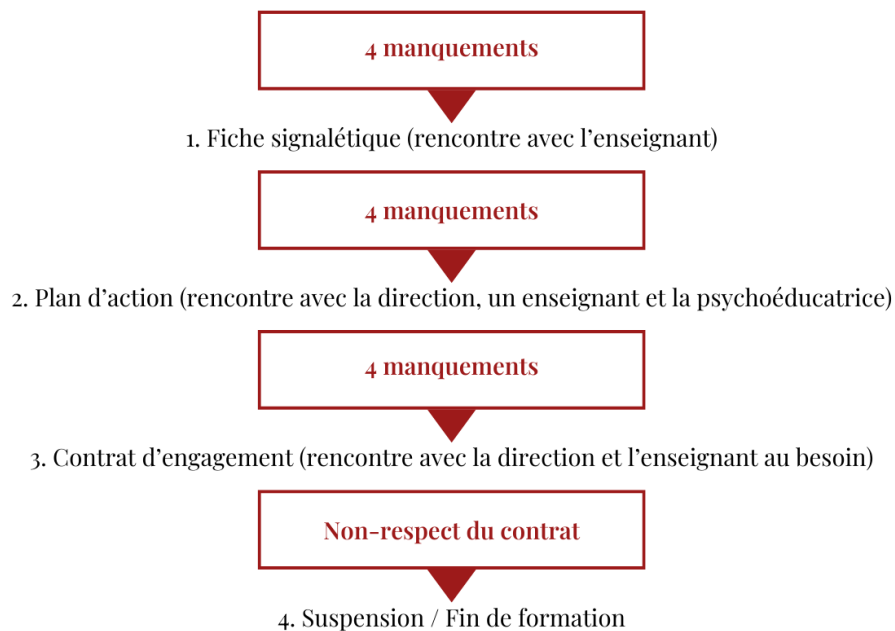 4 manquements
1. Fiche signalétique (rencontre avec l’enseignant)
4 manquements
2. Plan d’action (rencontre avec la direction, un enseignant et la psychoéducatrice)
4 manquements
3. Contrat d’engagement (rencontre avec la direction et l’enseignant au besoin)
Non-respect du contrat
4. Suspension / Fin de formation